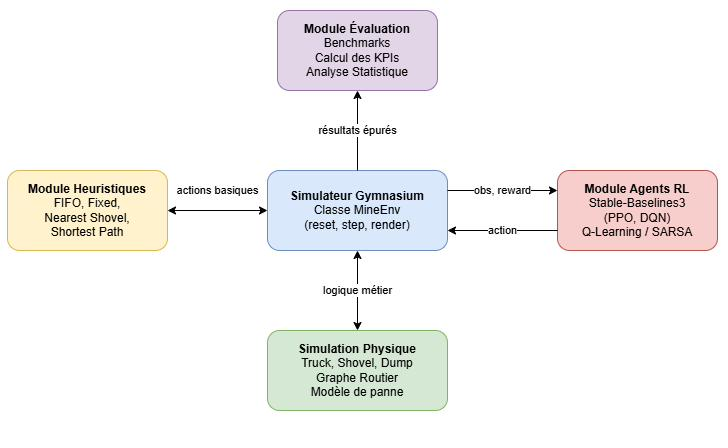 Module Évaluation
Benchmarks
Calcul des KPIs
Analyse Statistique
résultats épurés
Module Heuristiques
FIFO, Fixed,
Nearest Shovel,
Shortest Path
actions basiques
Simulateur Gymnasium
Classe MineEnv
(reset, step, render)
obs, reward
action
Module Agents RL
Stable-Baselines3
(PPO, DQN)
Q-Learning / SARSA
logique métier
Simulation Physique
Truck, Shovel, Dump
Graphe Routier
Modèle de panne